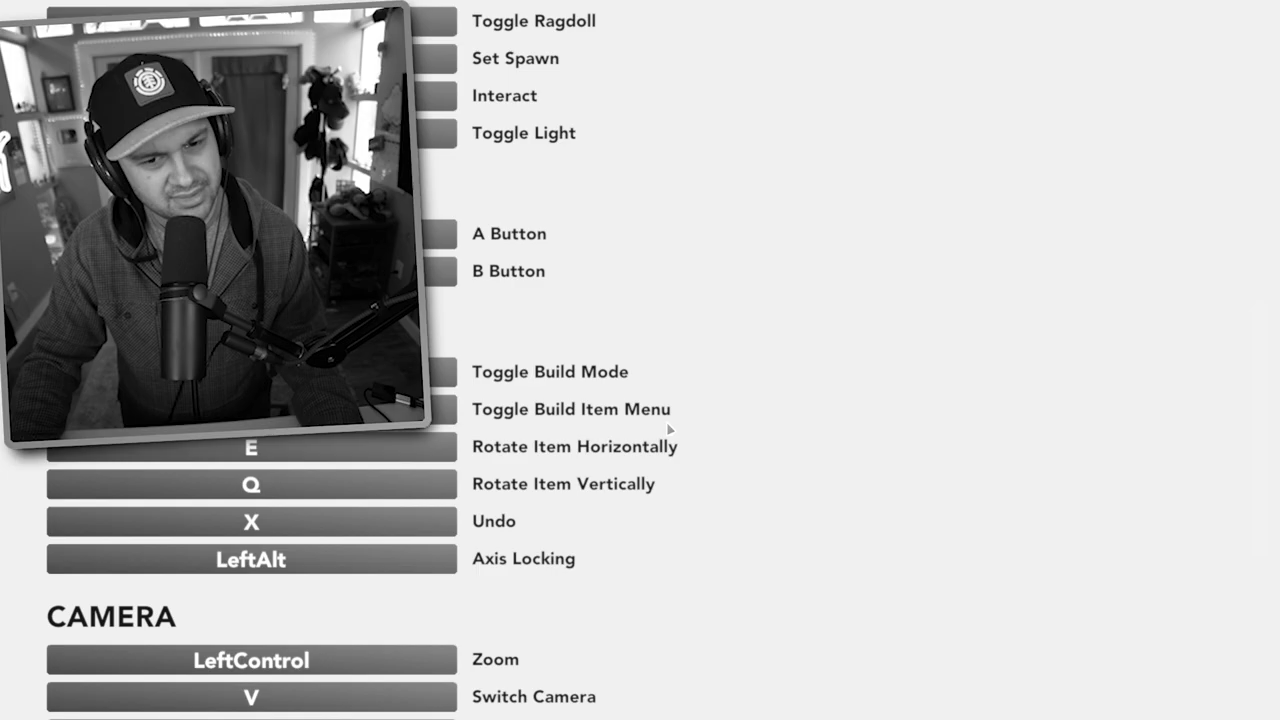 Toggle Ragdoll
Set Spawn
Interact
Toggle Light
A Button
B Button
Toggle Build Mode
Toggle Build Item Menu
E Rotate Item Horizontally
Q Rotate Item Vertically
X Undo
LeftAlt Axis Locking
CAMERA
LeftControl Zoom
V Switch Camera